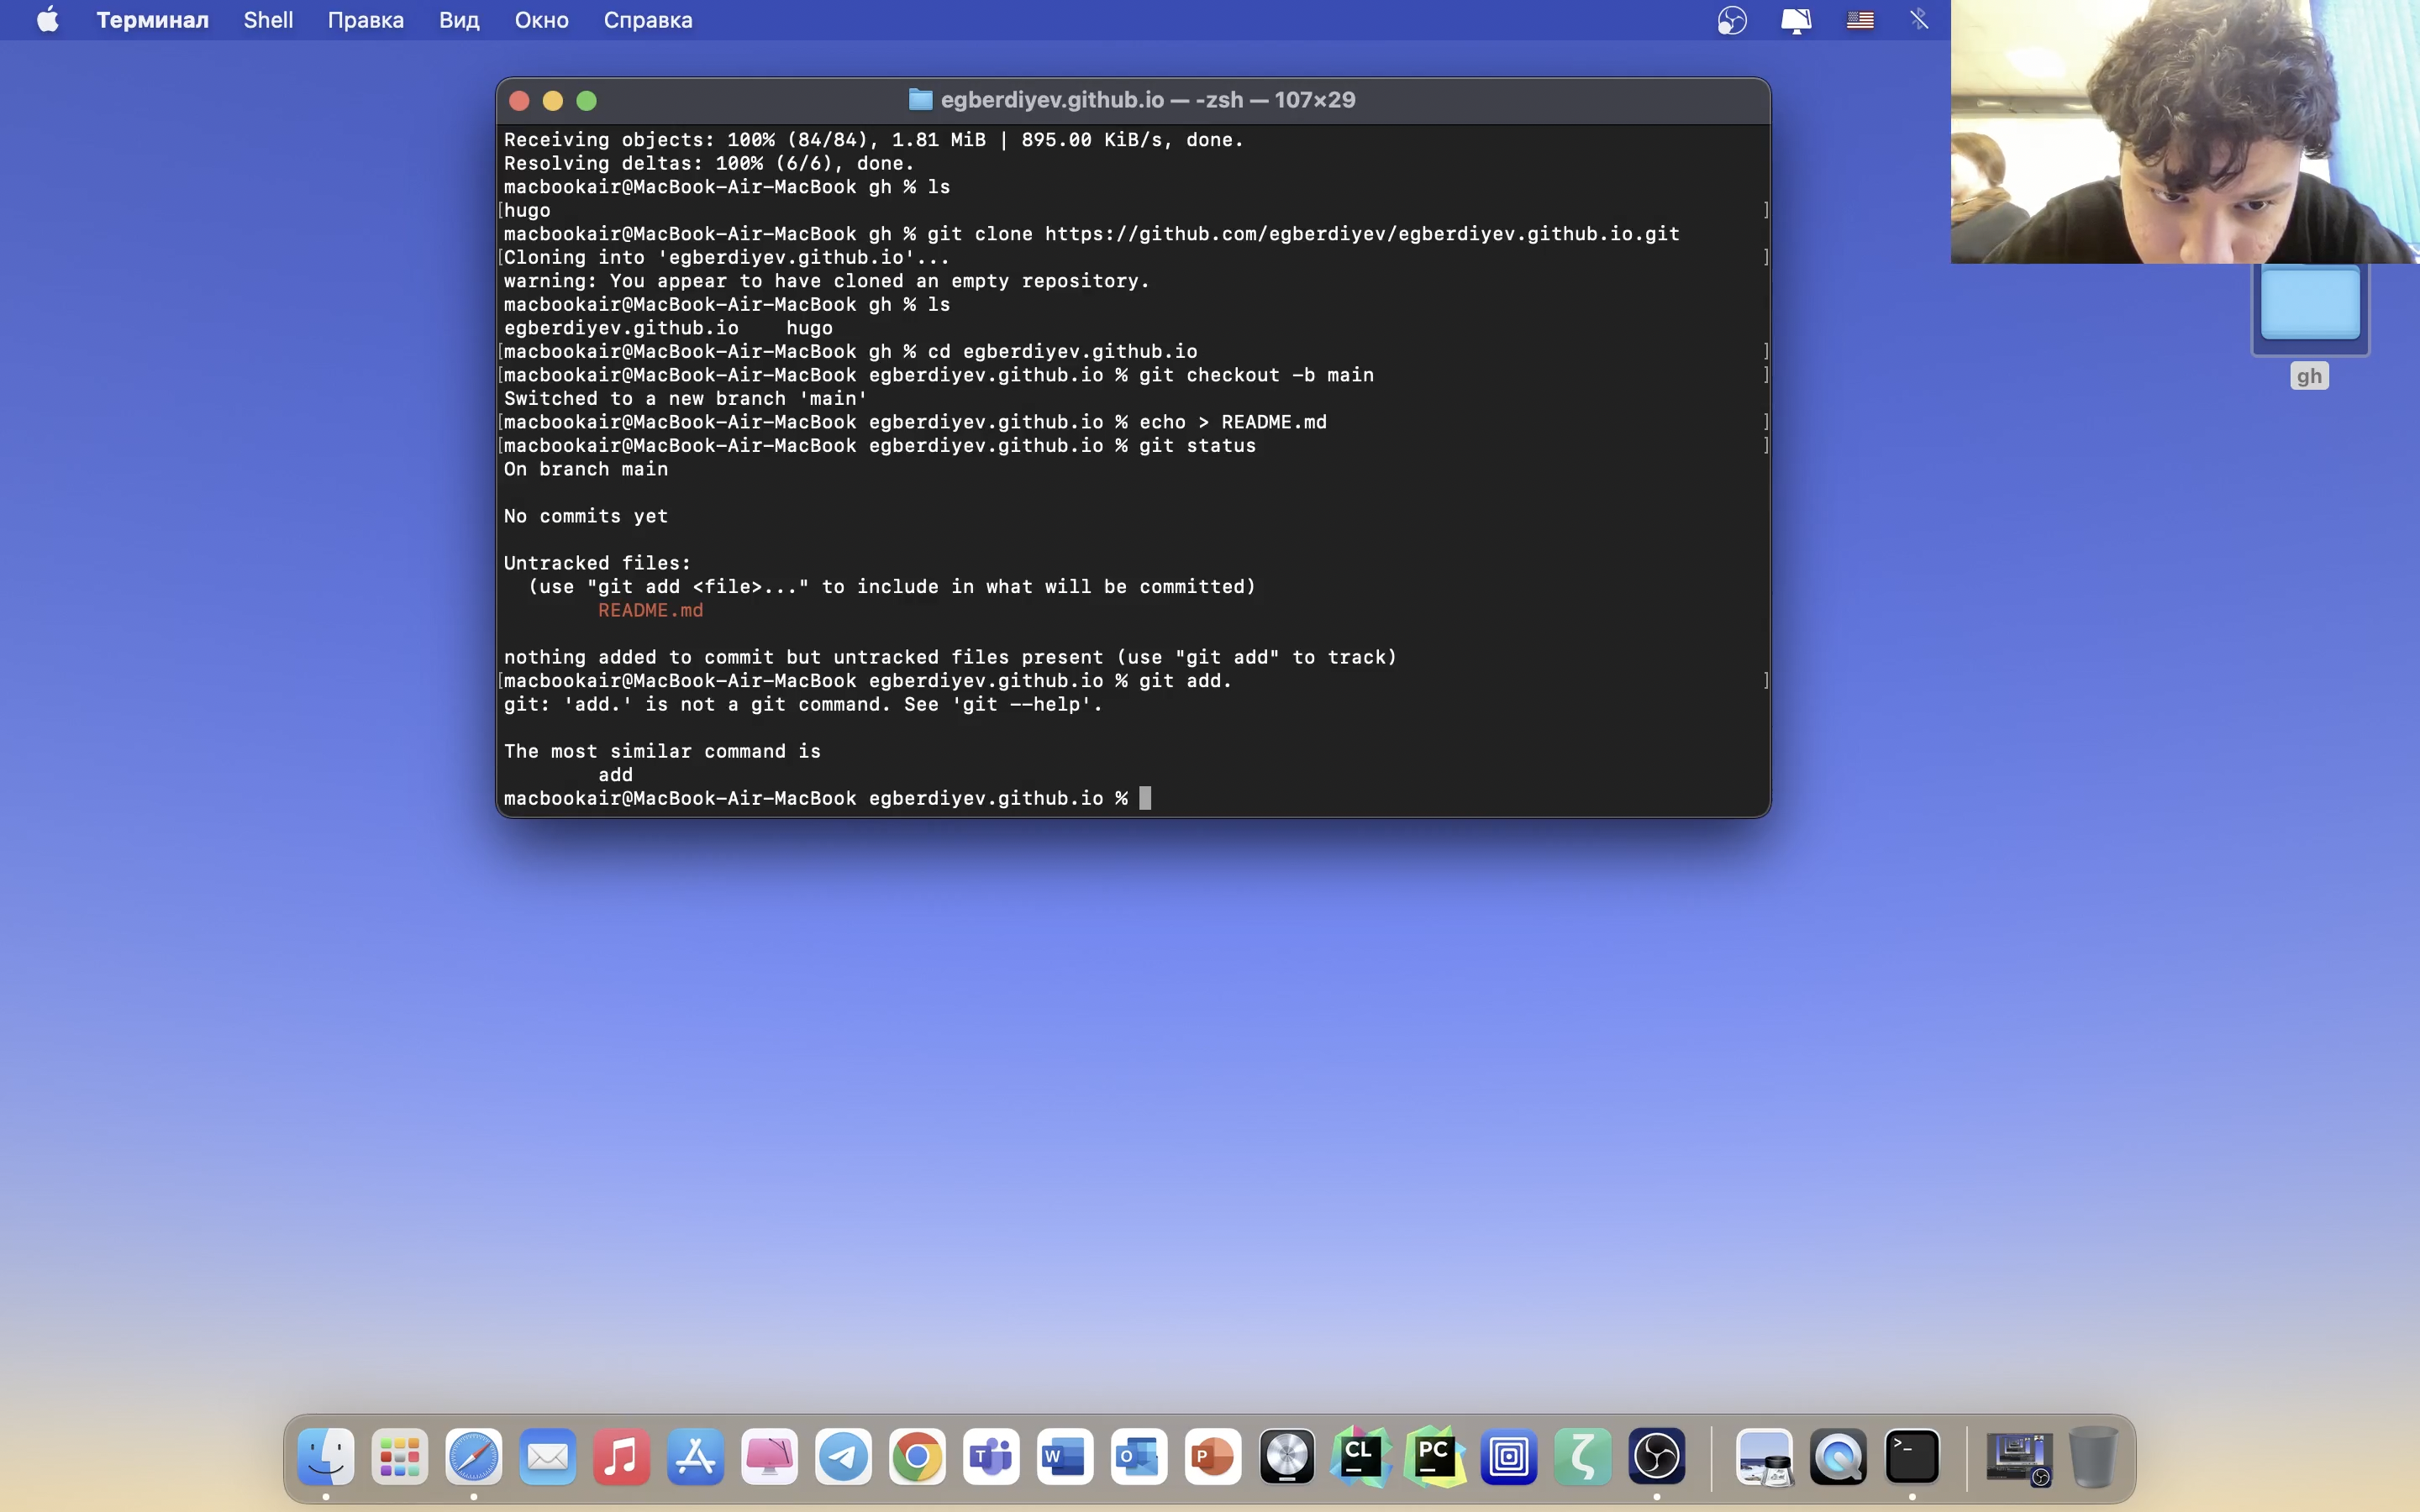 Терминал Shell Правка Вид Окно Справка
egberdiyev.github.io — -zsh — 107×29
Receiving objects: 100% (84/84), 1.81 MiB | 895.00 KiB/s, done.
Resolving deltas: 100% (6/6), done.
macbookair@MacBook-Air-MacBook gh % ls
[hugo ]
macbookair@MacBook-Air-MacBook gh % git clone https://github.com/egberdiyev/egberdiyev.github.io.git
[Cloning into 'egberdiyev.github.io'... ]
warning: You appear to have cloned an empty repository.
macbookair@MacBook-Air-MacBook gh % ls
egberdiyev.github.io    hugo
[macbookair@MacBook-Air-MacBook gh % cd egberdiyev.github.io ]
[macbookair@MacBook-Air-MacBook egberdiyev.github.io % git checkout -b main ]
Switched to a new branch 'main'
[macbookair@MacBook-Air-MacBook egberdiyev.github.io % echo > README.md ]
[macbookair@MacBook-Air-MacBook egberdiyev.github.io % git status ]
On branch main
No commits yet
Untracked files:
  (use "git add <file>..." to include in what will be committed)
        README.md
nothing added to commit but untracked files present (use "git add" to track)
[macbookair@MacBook-Air-MacBook egberdiyev.github.io % git add. ]
git: 'add.' is not a git command. See 'git --help'.
The most similar command is
        add
macbookair@MacBook-Air-MacBook egberdiyev.github.io %
gh
T W O P CL PC >_